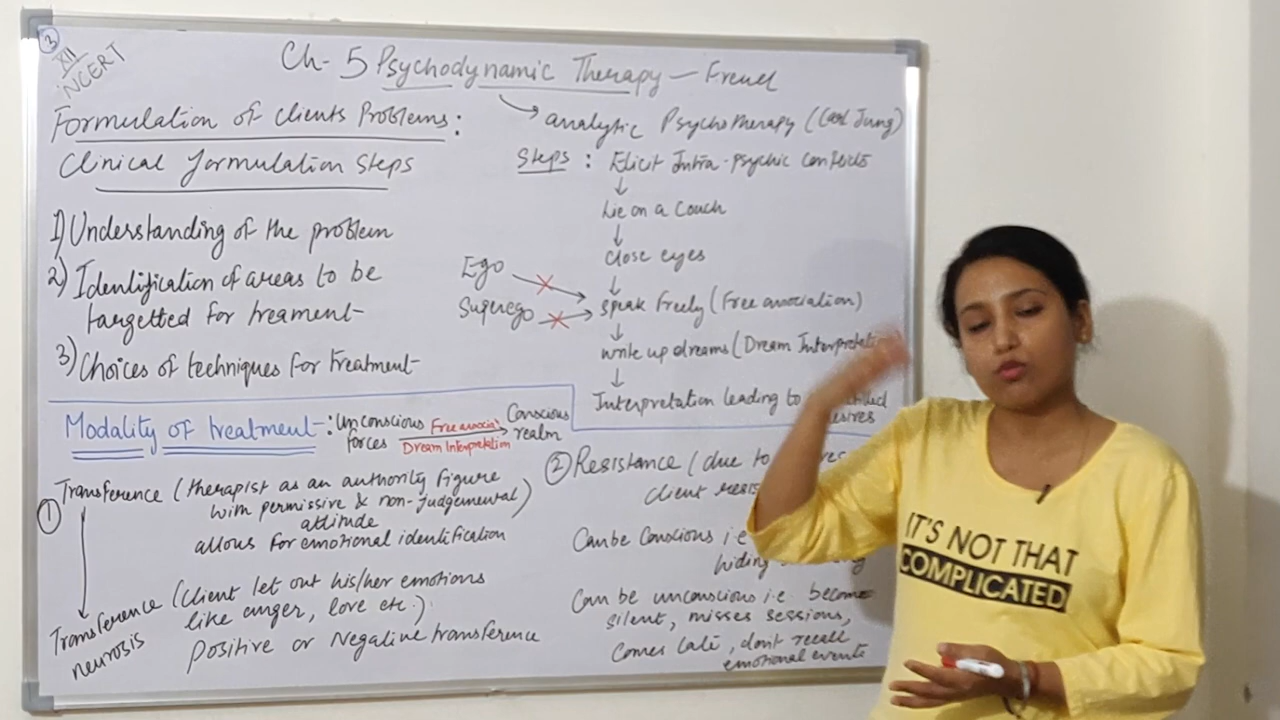 3
XII
NCERT
Ch-5 Psychodynamic Therapy - Freud
Formulation of clients Problems:
Clinical formulation Steps
1) Understanding of the problem
2) Identification of areas to be
targetted for treament
3) Choices of techniques for treatment
analytic Psychotherapy (Carl Jung)
Steps : Elicit Intra-psychic conflicts
Lie on a couch
close eyes
Ego
Superego
speak freely (Free association)
write up dreams (Dream Interpretation
Interpretation leading to
desires
Modality of treatment: Unconscious forces Free associa Conscious realm
Dream Interpretation
1 Transference (therapist as an authority figure
with permissive & non-judgemental)
attitude
allows for emotional identification
Transference neurosis (client let out his/her emotions
like anger, love etc.)
Positive or Negative transference
2 Resistance (due to
client
Can be conscious i.e
hiding
Can be unconscious i.e. become
silent, misses sessions,
comes late, don't recall
emotional events
IT'S NOT THAT
COMPLICATED